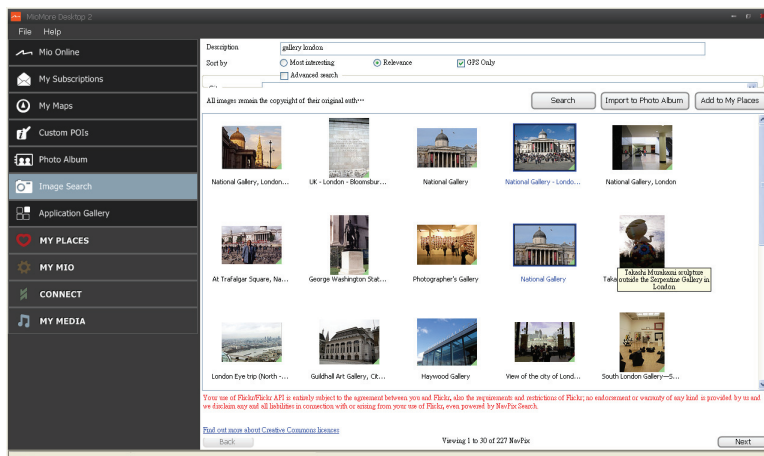 MioMore Desktop 2
File Help
Mio Online
My Subscriptions
My Maps
Custom POIs
Photo Album
Image Search
Application Gallery
MY PLACES
MY MIO
CONNECT
MY MEDIA
Description gallery london
Sort by Most interesting Relevance GPS Only
Advanced search
All images remain the copyright of their original auth···
Search Import to Photo Album Add to My Places
National Gallery, London... UK - London - Bloomsbur... National Gallery National Gallery - Londo... National Gallery, London
At Trafalgar Square, Na... George Washington Stat... Photographer's Gallery National Gallery Taka
Takashi Murakami sculpture
outside the Serpentine Gallery in
London
London Eye trip (North -... Guildhall Art Gallery, Cit... Haywood Gallery View of the city of Lond... South London Gallery—S...
Your use of Flickr/Flickr API is entirely subject to the agreement between you and Flickr, also the requirements and restrictions of Flickr; no endorsement or warranty of any kind is provided by us and
we disclaim any and all liabilities in connection with or arising from your use of Flickr, even powered by NavPix Search.
Find out more about Creative Commons licenses
Back Viewing 1 to 30 of 227 NavPix Next